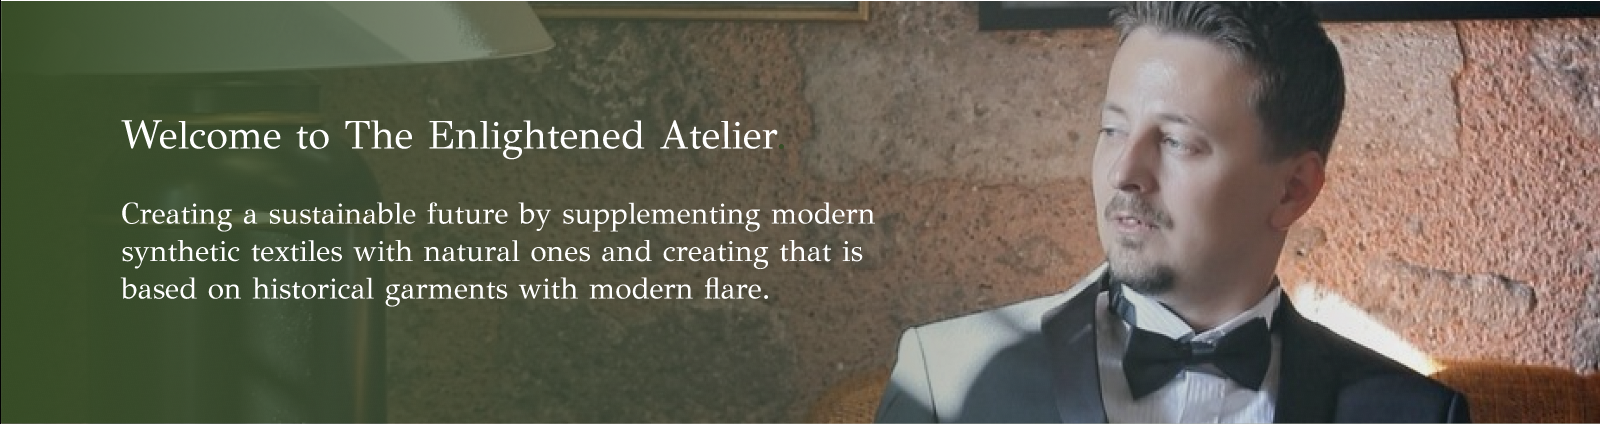 Welcome to The Enlightened Atelier.
Creating a sustainable future by supplementing modern
synthetic textiles with natural ones and creating that is
based on historical garments with modern flare.